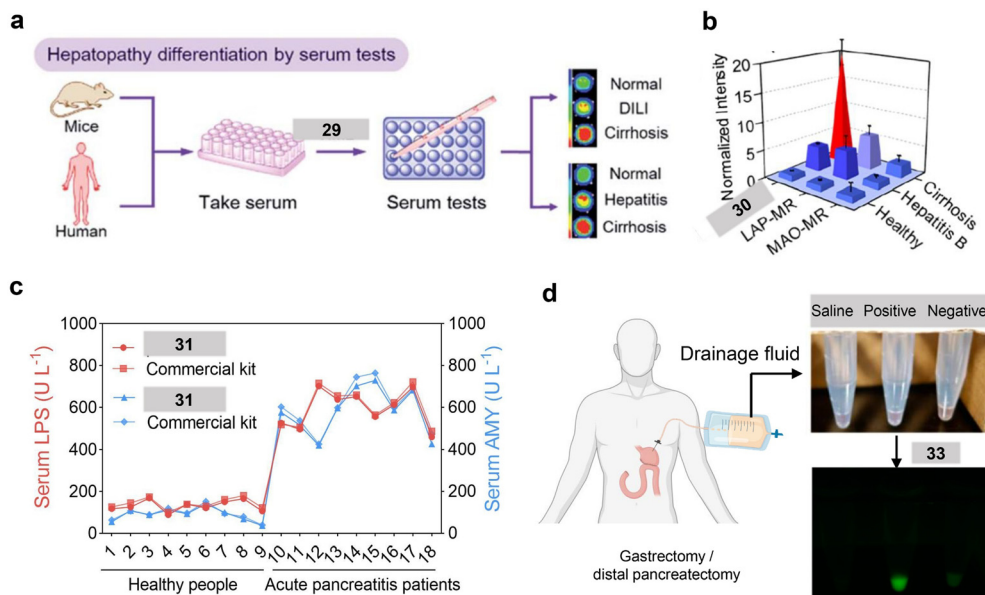 a
Hepatopathy differentiation by serum tests
Mice
Human
Take serum
29
Serum tests
Normal
DILI
Cirrhosis
Normal
Hepatitis
Cirrhosis
b
Normalized Intensity
20
15
10
5
0
30
LAP-MR
MAO-MR
Healthy
Hepatitis B
Cirrhosis
c
Serum LPS (U L⁻¹)
1000
800
600
400
200
0
31
Commercial kit
31
Commercial kit
1000
800
600
400
200
0
Serum AMY (U L⁻¹)
1 2 3 4 5 6 7 8 9 10 11 12 13 14 15 16 17 18
Healthy people Acute pancreatitis patients
d
Drainage fluid
Gastrectomy /
distal pancreatectomy
Saline Positive Negative
33